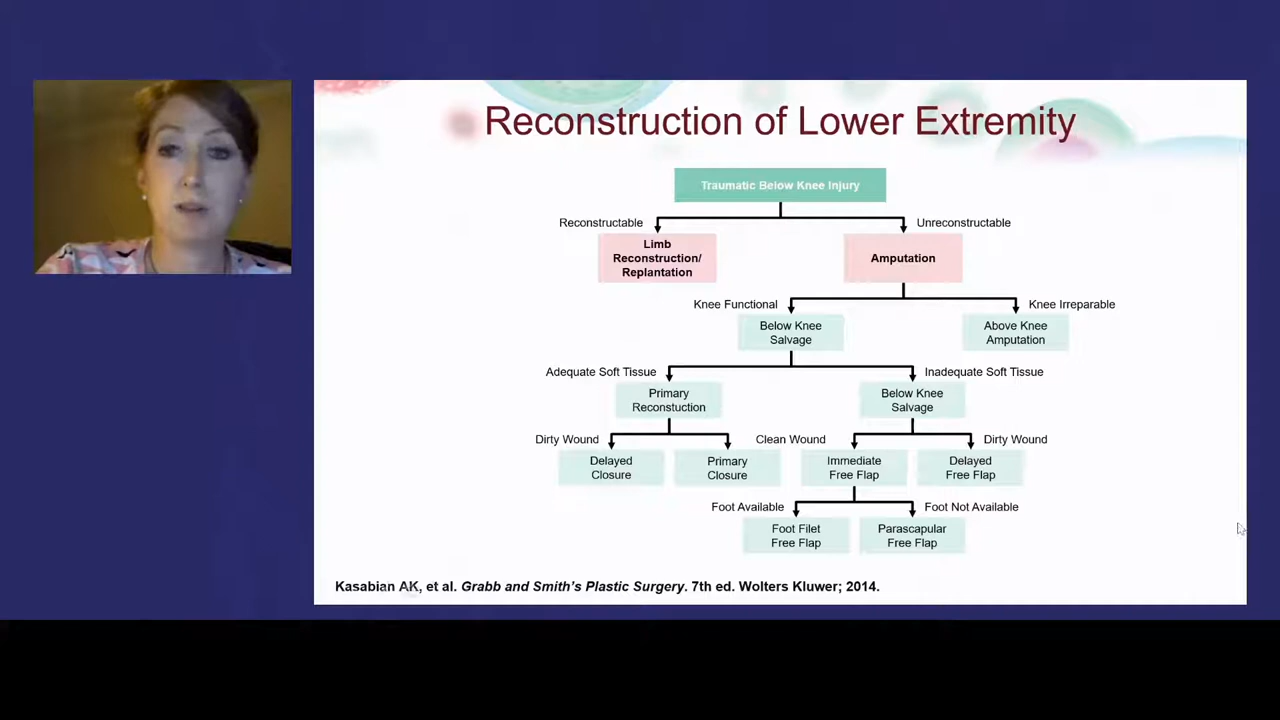 Reconstruction of Lower Extremity
Traumatic Below Knee Injury
Reconstructable
Unreconstructable
Limb
Reconstruction/
Replantation
Amputation
Knee Functional
Knee Irreparable
Below Knee
Salvage
Above Knee
Amputation
Adequate Soft Tissue
Inadequate Soft Tissue
Primary
Reconstuction
Below Knee
Salvage
Dirty Wound
Clean Wound
Dirty Wound
Delayed
Closure
Primary
Closure
Immediate
Free Flap
Delayed
Free Flap
Foot Available
Foot Not Available
Foot Filet
Free Flap
Parascapular
Free Flap
Kasabian AK, et al. Grabb and Smith's Plastic Surgery. 7th ed. Wolters Kluwer; 2014.